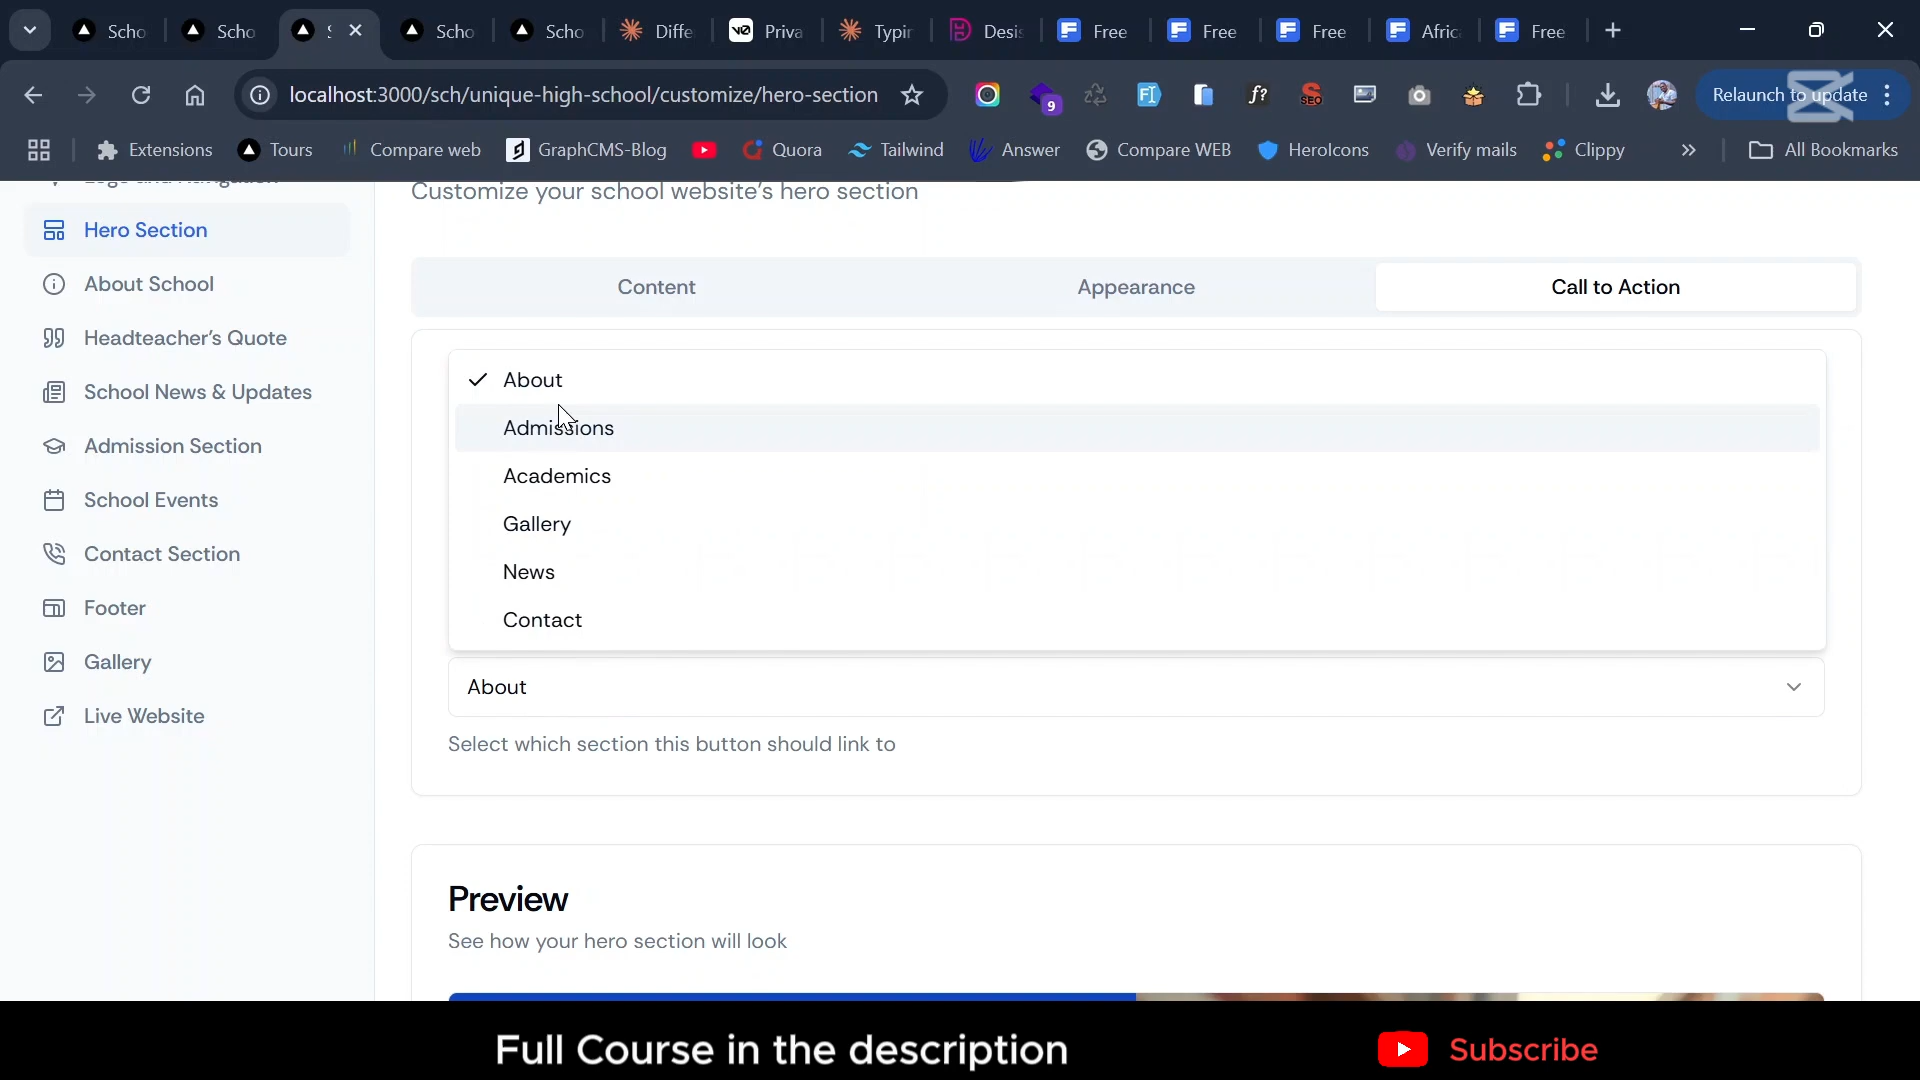 Scho
Scho
Scho
Scho
Diffe
Priva
Typin
Desig
Free
Free
Free
Afric
Free
localhost:3000/sch/unique-high-school/customize/hero-section
9
f?
SEO
Relaunch to update
Extensions
Tours
Compare web
GraphCMS-Blog
Quora
Tailwind
Answer
Compare WEB
HeroIcons
Verify mails
Clippy
All Bookmarks
Customize your school website's hero section
Hero Section
About School
Headteacher's Quote
School News & Updates
Admission Section
School Events
Contact Section
Footer
Gallery
Live Website
Content
Appearance
Call to Action
About
Admissions
Academics
Gallery
News
Contact
About
Select which section this button should link to
Preview
See how your hero section will look
Full Course in the description
Subscribe